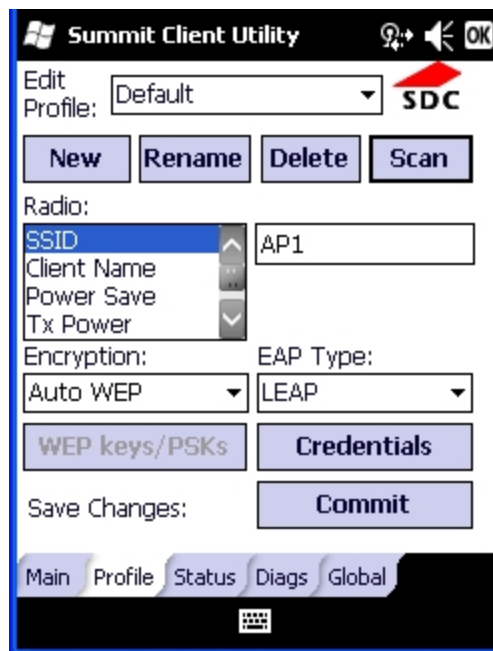 Summit Client Utility OK
Edit
Profile: Default
SDC
New Rename Delete Scan
Radio:
SSID AP1
Client Name
Power Save
Tx Power
Encryption: EAP Type:
Auto WEP LEAP
WEP keys/PSKs Credentials
Save Changes: Commit
Main Profile Status Diags Global